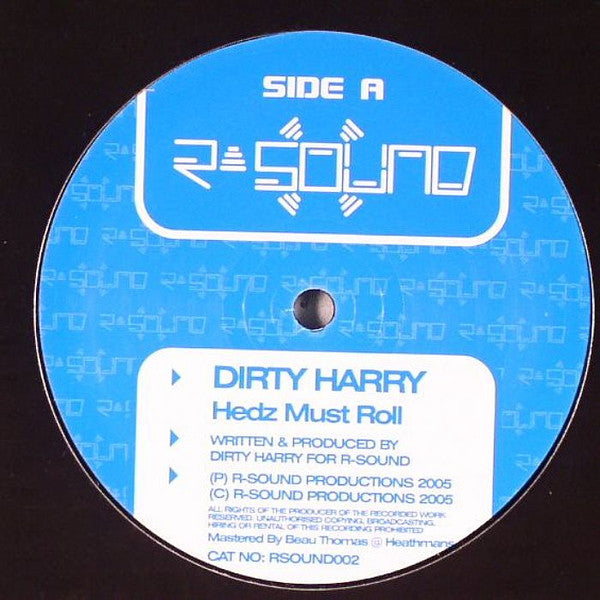 SIDE A
R-SOUND
DIRTY HARRY
Hedz Must Roll
WRITTEN & PRODUCED BY
DIRTY HARRY FOR R-SOUND
(P) R-SOUND PRODUCTIONS 2005
(C) R-SOUND PRODUCTIONS 2005
ALL RIGHTS OF THE PRODUCER OF THE RECORDED WORK
RESERVED. UNAUTHORISED COPYING, BROADCASTING,
HIRING OR RENTAL OF THIS RECORDING PROHIBITED
Mastered By Beau Thomas @ Heathmans
CAT NO: RSOUND002